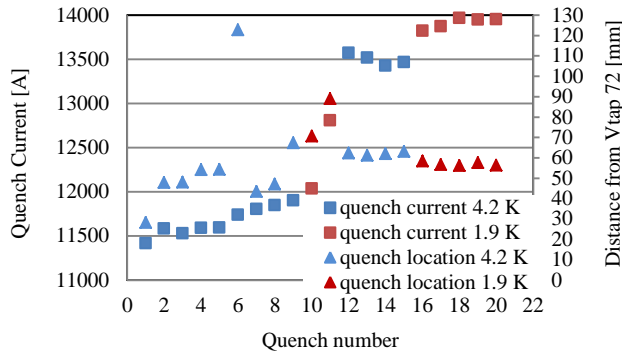 Quench Current [A]
14000
13500
13000
12500
12000
11500
11000
130
120
110
100
90
80
70
60
50
40
30
20
10
0
Distance from Vtap 72 [mm]
quench current 4.2 K
quench current 1.9 K
quench location 4.2 K
quench location 1.9 K
0 2 4 6 8 10 12 14 16 18 20 22
Quench number